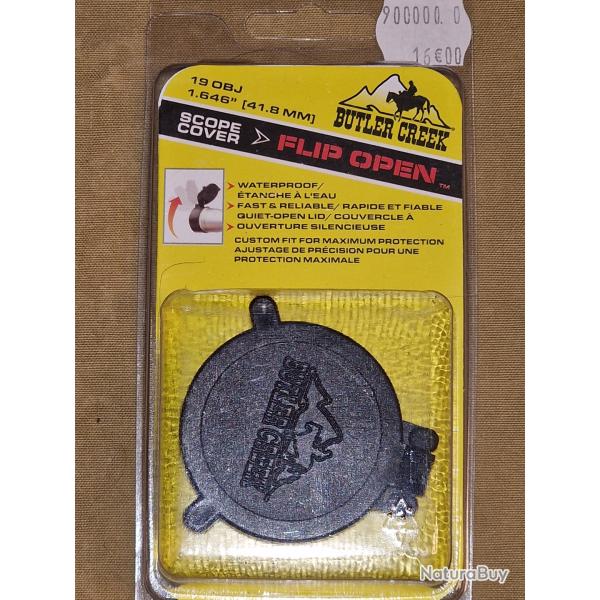 900000.0
16€00
19 OBJ
1.646" [41.8 MM]
BUTLER CREEK®
SCOPE
COVER
FLIP OPEN™
WATERPROOF/
ÉTANCHE À L'EAU
FAST & RELIABLE/ RAPIDE ET FIABLE
QUIET-OPEN LID/ COUVERCLE À
OUVERTURE SILENCIEUSE
CUSTOM FIT FOR MAXIMUM PROTECTION
AJUSTAGE DE PRÉCISION POUR UNE
PROTECTION MAXIMALE
BUTLER CREEK
NaturaBuy